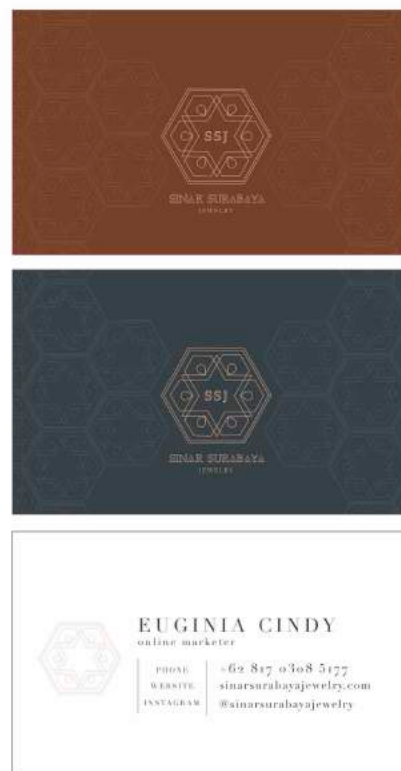 SSJ
SINAR SURABAYA
JEWELRY
SSJ
SINAR SURABAYA
JEWELRY
EUGINIA CINDY
online marketer
PHONE +62 817 0308 5177
WEBSITE sinarsurabayajewelry.com
INSTAGRAM @sinarsurabayajewelry